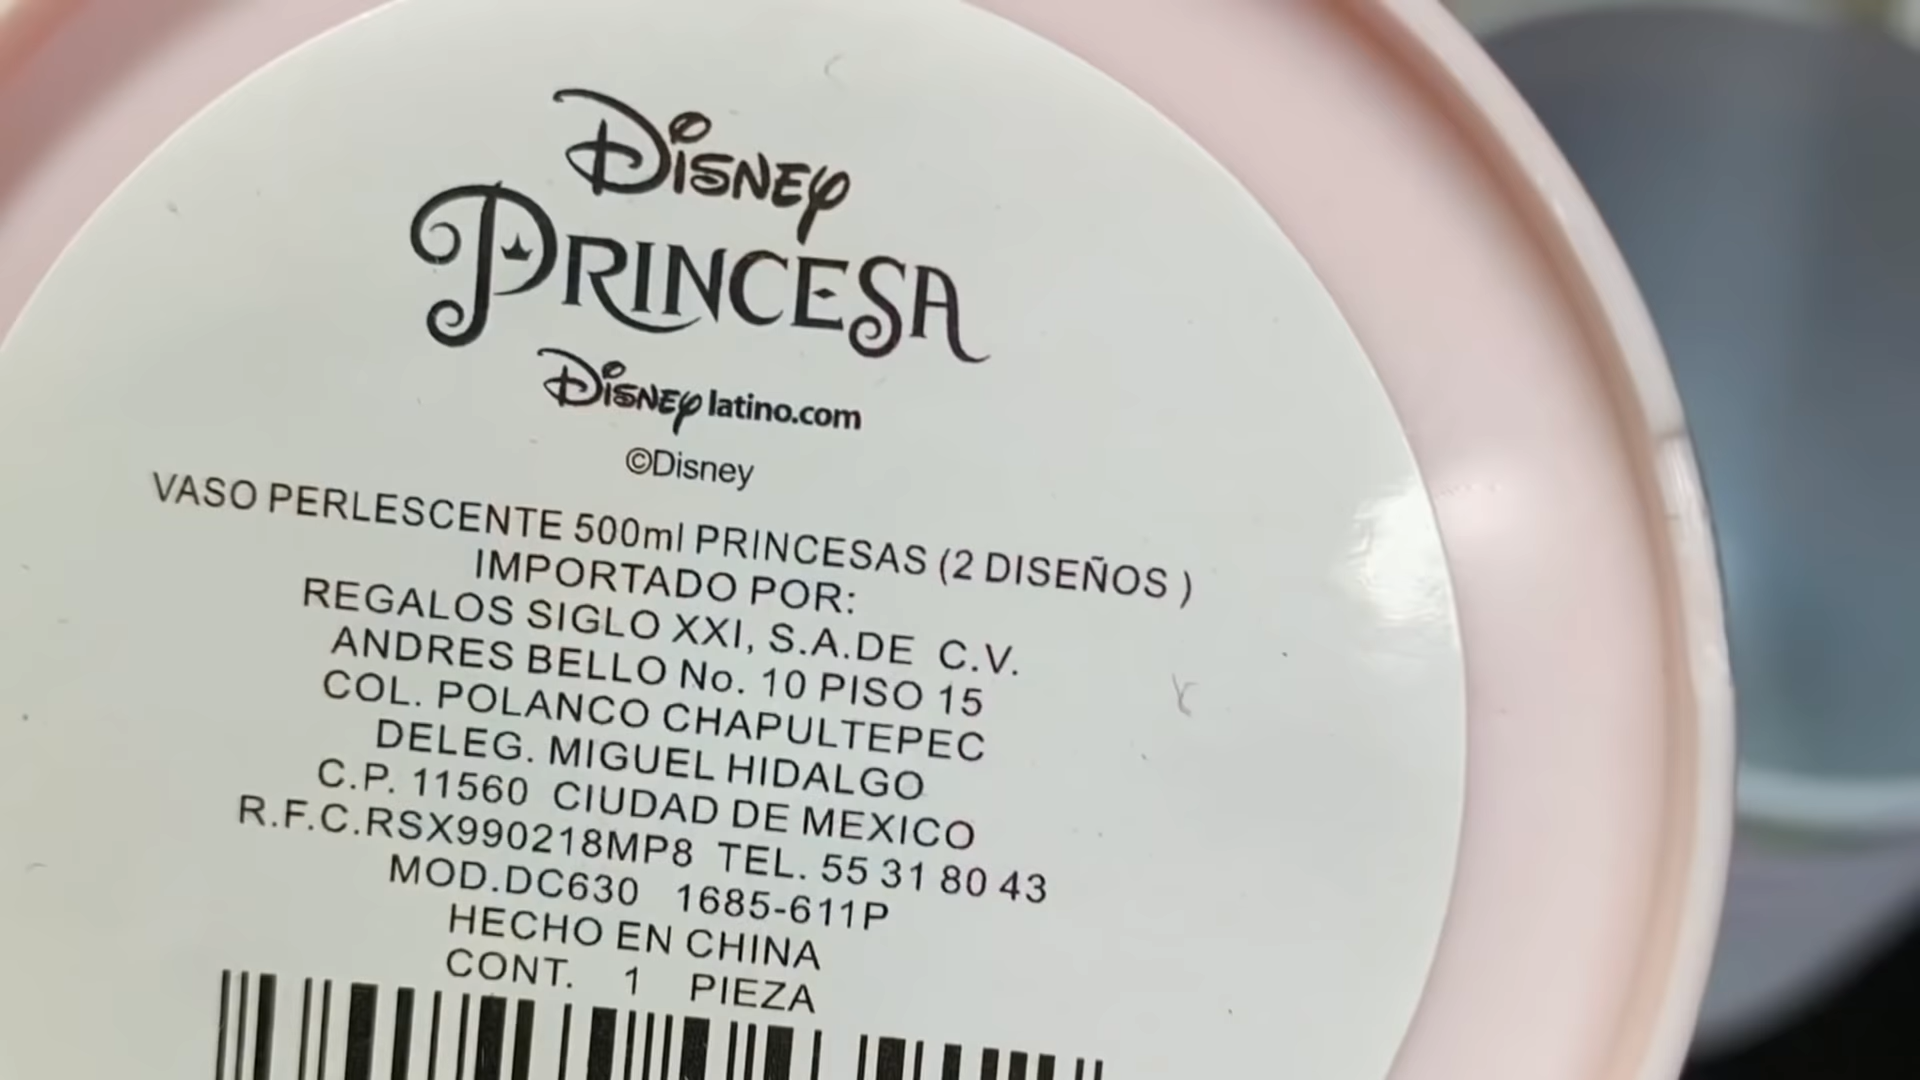 Disney
PRINCESA
Disney latino.com
©Disney
VASO PERLESCENTE 500ml PRINCESAS (2 DISEÑOS )
IMPORTADO POR:
REGALOS SIGLO XXI, S.A.DE C.V.
ANDRES BELLO No. 10 PISO 15
COL. POLANCO CHAPULTEPEC
DELEG. MIGUEL HIDALGO
C.P. 11560 CIUDAD DE MEXICO
R.F.C.RSX990218MP8 TEL. 55 31 80 43
MOD.DC630 1685-611P
HECHO EN CHINA
CONT. 1 PIEZA